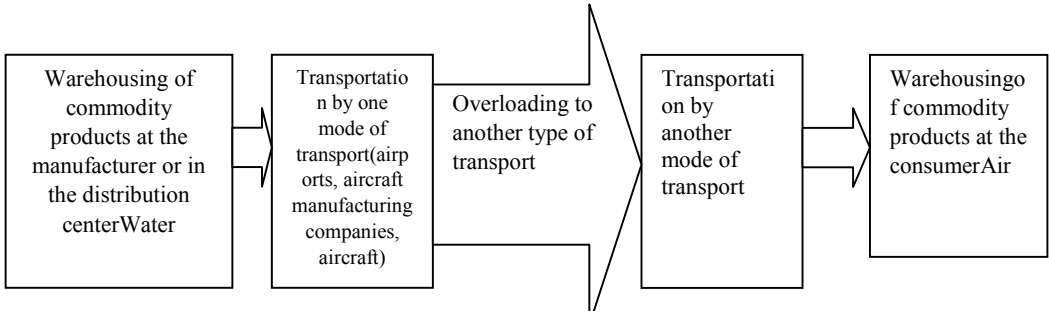 Warehousing of
commodity
products at the
manufacturer or in
the distribution
centerWater
Transportatio
n by one
mode of
transport(airp
orts, aircraft
manufacturing
companies,
aircraft)
Overloading to
another type of
transport
Transportati
on by
another
mode of
transport
Warehousingo
f commodity
products at the
consumerAir